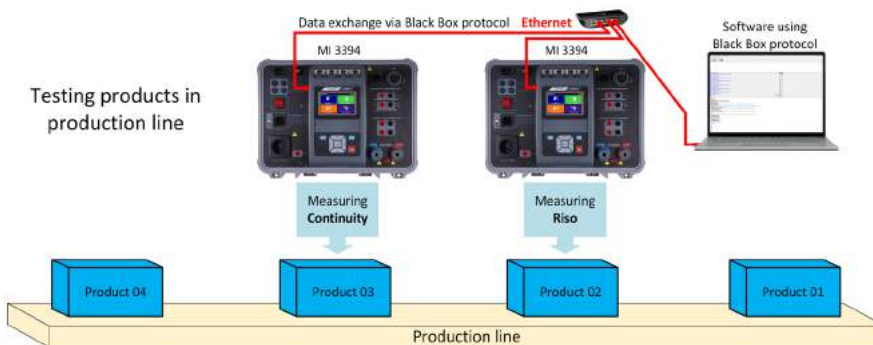 Data exchange via Black Box protocol Ethernet
MI 3394
MI 3394
Software using
Black Box protocol
Testing products in
production line
Measuring
Continuity
Measuring
Riso
Product 04
Product 03
Product 02
Product 01
Production line